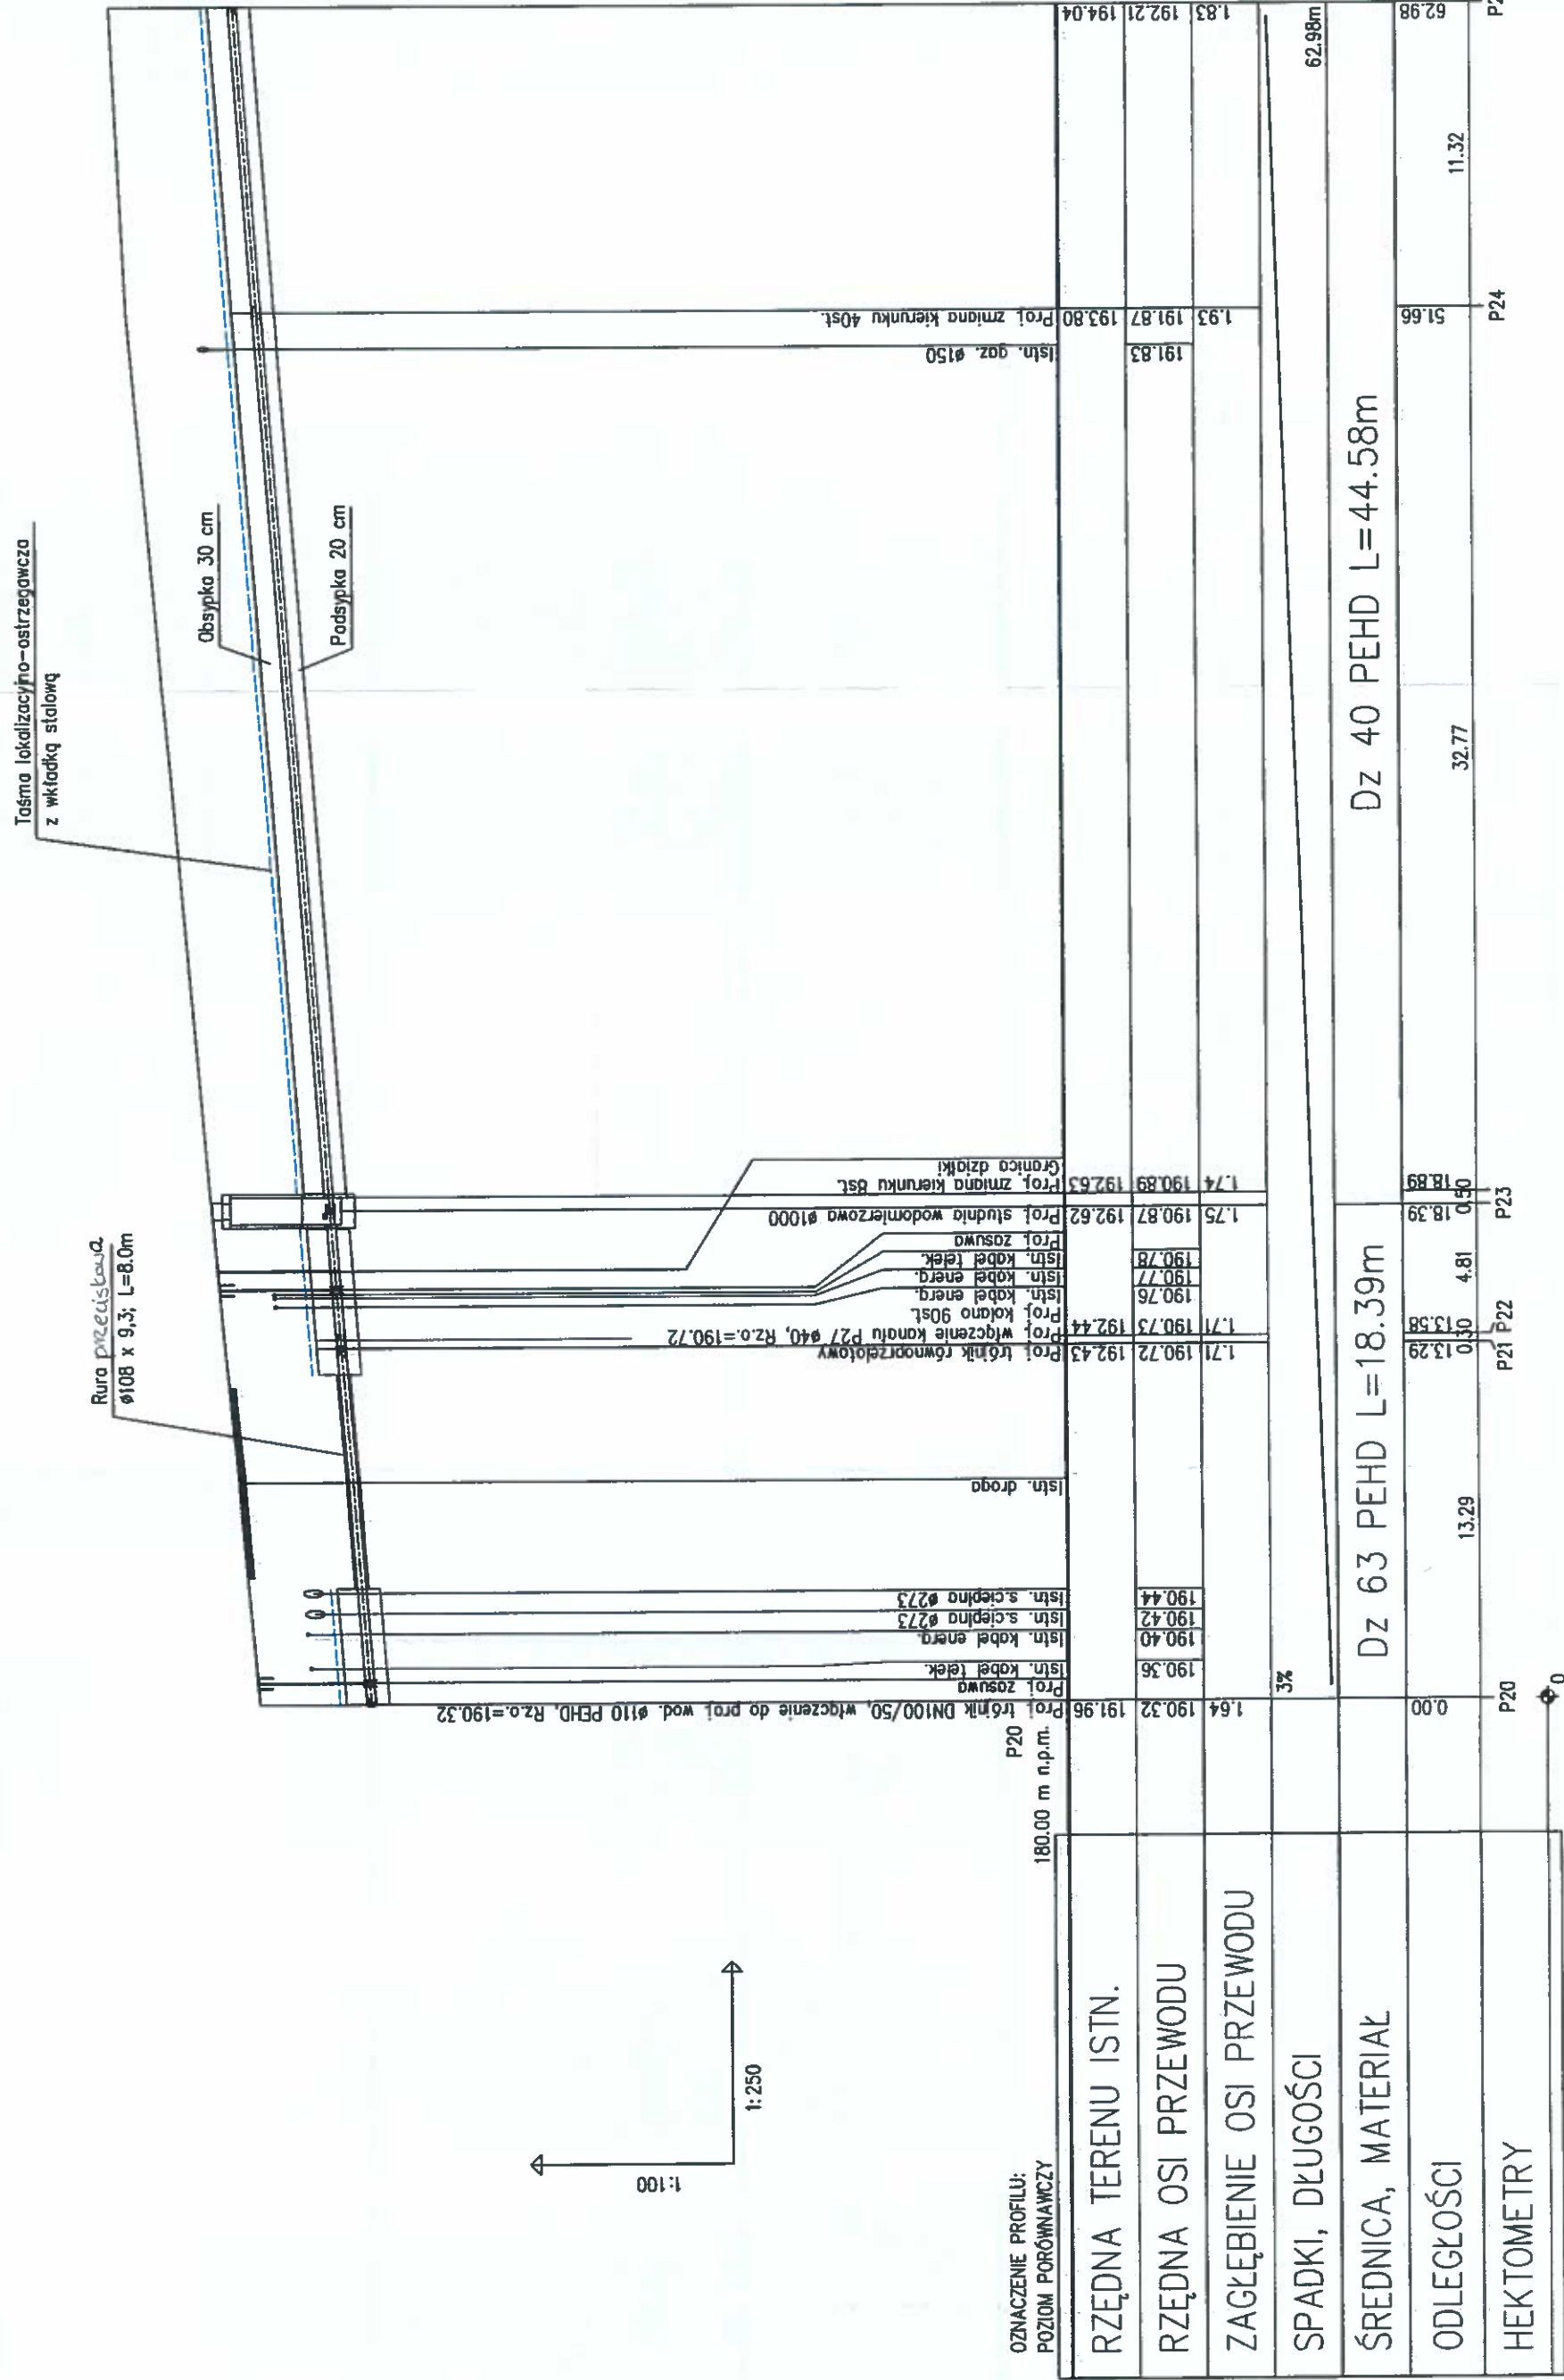 Taśma lokalizacyjno-ostrzegawcza
z wkładką stalową
Obsypka 30 cm
Podsypka 20 cm
Rura przeciskowa
ø108 x 9,3; L=8.0m
1:100
1:250
OZNACZENIE PROFILU:
P20
POZIOM PORÓWNAWCZY
180.00 m n.p.m.
Proj. trójnik DN100/50, włączenie do proj. wod. ø110 PEHD, Rz.o.=190.32
Proj. zasuwa
Istn. kabel telek.
Istn. kabel energ.
Istn. s.cieplna ø273
Istn. s.cieplna ø273
Istn. droga
Proj. trójnik równoprzelotowy
Proj. włączenie kanału P27 ø40, Rz.o.=190.72
Proj. kolano 90st.
Istn. kabel energ.
Istn. kabel energ.
Istn. kabel telek.
Proj. zasuwa
Proj. studnia wodomierzowa ø1000
Proj. zmiana kierunku 8st.
Granica działki
Istn. gaz. ø150
Proj. zmiana kierunku 40st.
RZĘDNA TERENU ISTN.
191.96 192.43 192.44 192.62 192.63 193.80 194.04
RZĘDNA OSI PRZEWODU
190.32 190.36 190.40 190.42 190.44 190.72 190.73 190.76 190.77 190.78 190.87 190.89 191.83 191.87 192.21
ZAGŁĘBIENIE OSI PRZEWODU
1.64 1.71 1.71 1.75 1.74 1.93 1.83
SPADKI, DŁUGOŚCI
3% 62.98m
ŚREDNICA, MATERIAŁ
Dz 63 PEHD L=18.39m Dz 40 PEHD L=44.58m
ODLEGŁOŚCI
0.00 13.29 13.58 18.39 18.89 51.66 62.98
13.29 0.30 4.81 0.50 32.77 11.32
HEKTOMETRY
P20 P21 P22 P23 P24
0